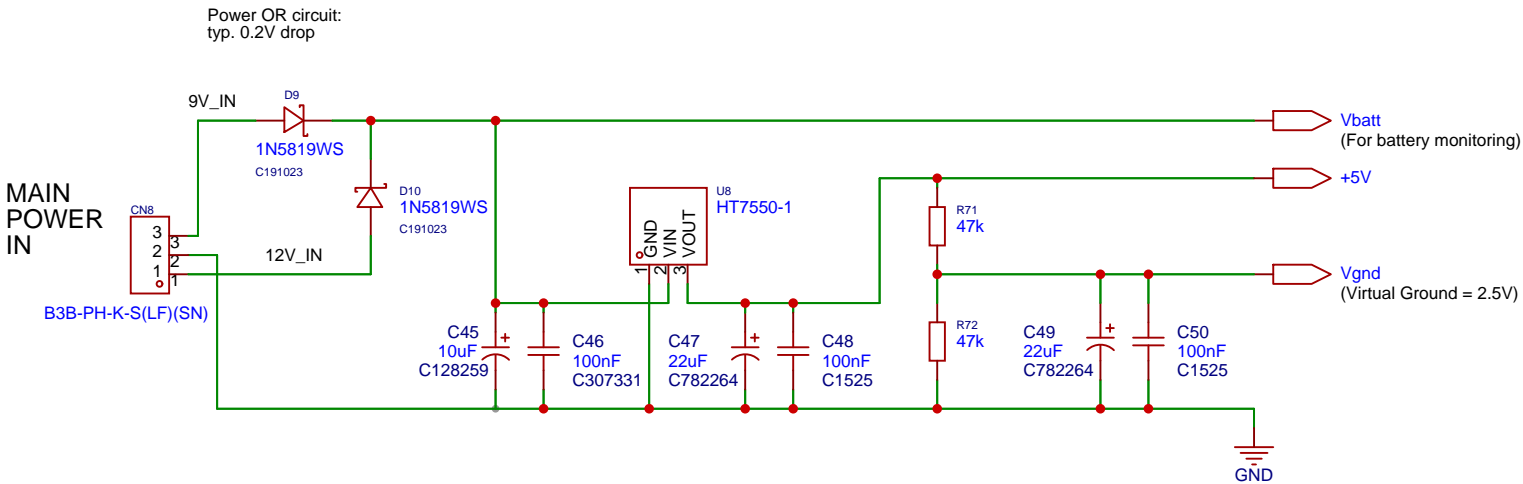 Power OR circuit:
typ. 0.2V drop
9V_IN
D9
1N5819WS
C191023
Vbatt
(For battery monitoring)
+5V
D10
1N5819WS
C191023
MAIN
POWER
IN
CN8
3
2
1
3
2
1
12V_IN
B3B-PH-K-S(LF)(SN)
U8
HT7550-1
GND
VIN
VOUT
1
2
3
R71
47k
Vgnd
(Virtual Ground = 2.5V)
C45
10uF
C128259
+
C46
100nF
C307331
C47
22uF
C782264
+
C48
100nF
C1525
R72
47k
C49
22uF
C782264
+
C50
100nF
C1525
GND